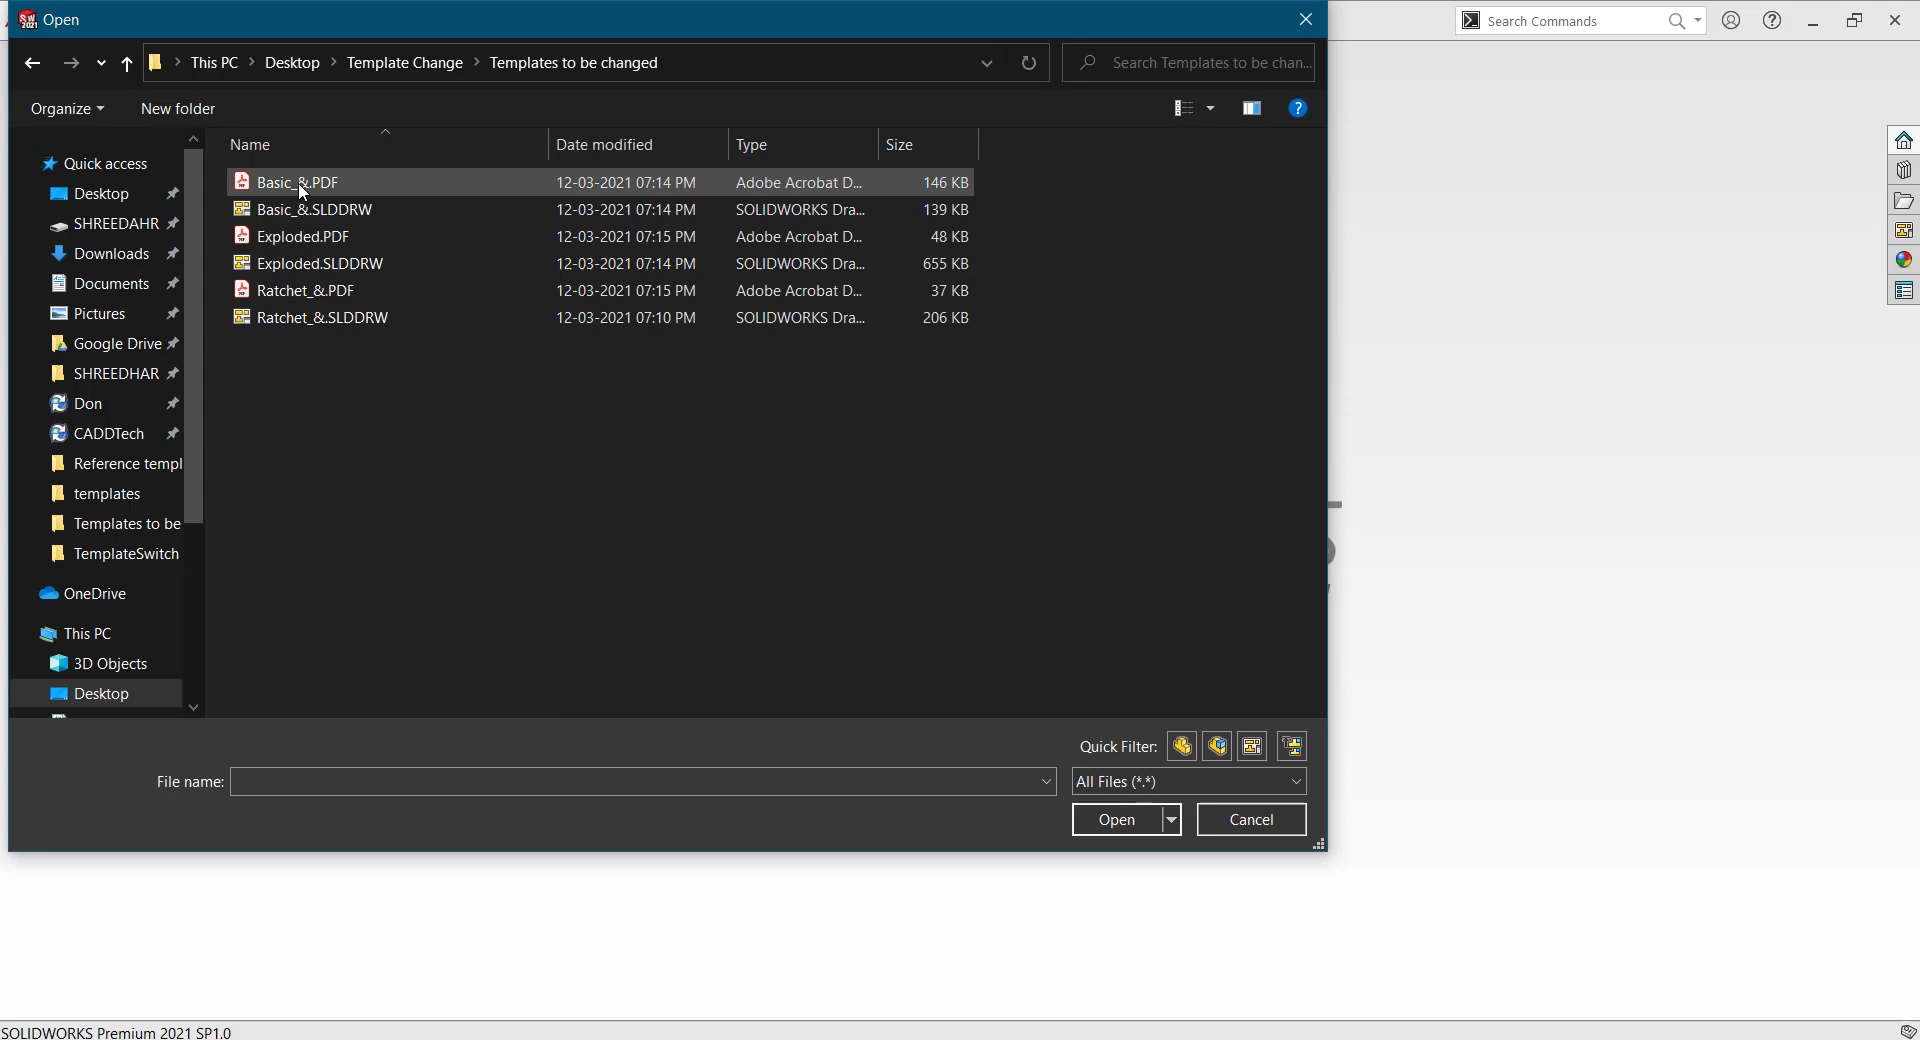 Open
Search Commands
This PC > Desktop > Template Change > Templates to be changed
Search Templates to be chan...
Organize
New folder
Name Date modified Type Size
Quick access
Desktop
SHREEDAHR
Downloads
Documents
Pictures
Google Drive
SHREEDHAR
Don
CADDTech
Reference templ
templates
Templates to be
TemplateSwitch
OneDrive
This PC
3D Objects
Desktop
Basic_&.PDF 12-03-2021 07:14 PM Adobe Acrobat D... 146 KB
Basic_&.SLDDRW 12-03-2021 07:14 PM SOLIDWORKS Dra... 139 KB
Exploded.PDF 12-03-2021 07:15 PM Adobe Acrobat D... 48 KB
Exploded.SLDDRW 12-03-2021 07:14 PM SOLIDWORKS Dra... 655 KB
Ratchet_&.PDF 12-03-2021 07:15 PM Adobe Acrobat D... 37 KB
Ratchet_&.SLDDRW 12-03-2021 07:10 PM SOLIDWORKS Dra... 206 KB
Quick Filter:
File name:
All Files (*.*)
Open
Cancel
SOLIDWORKS Premium 2021 SP1.0